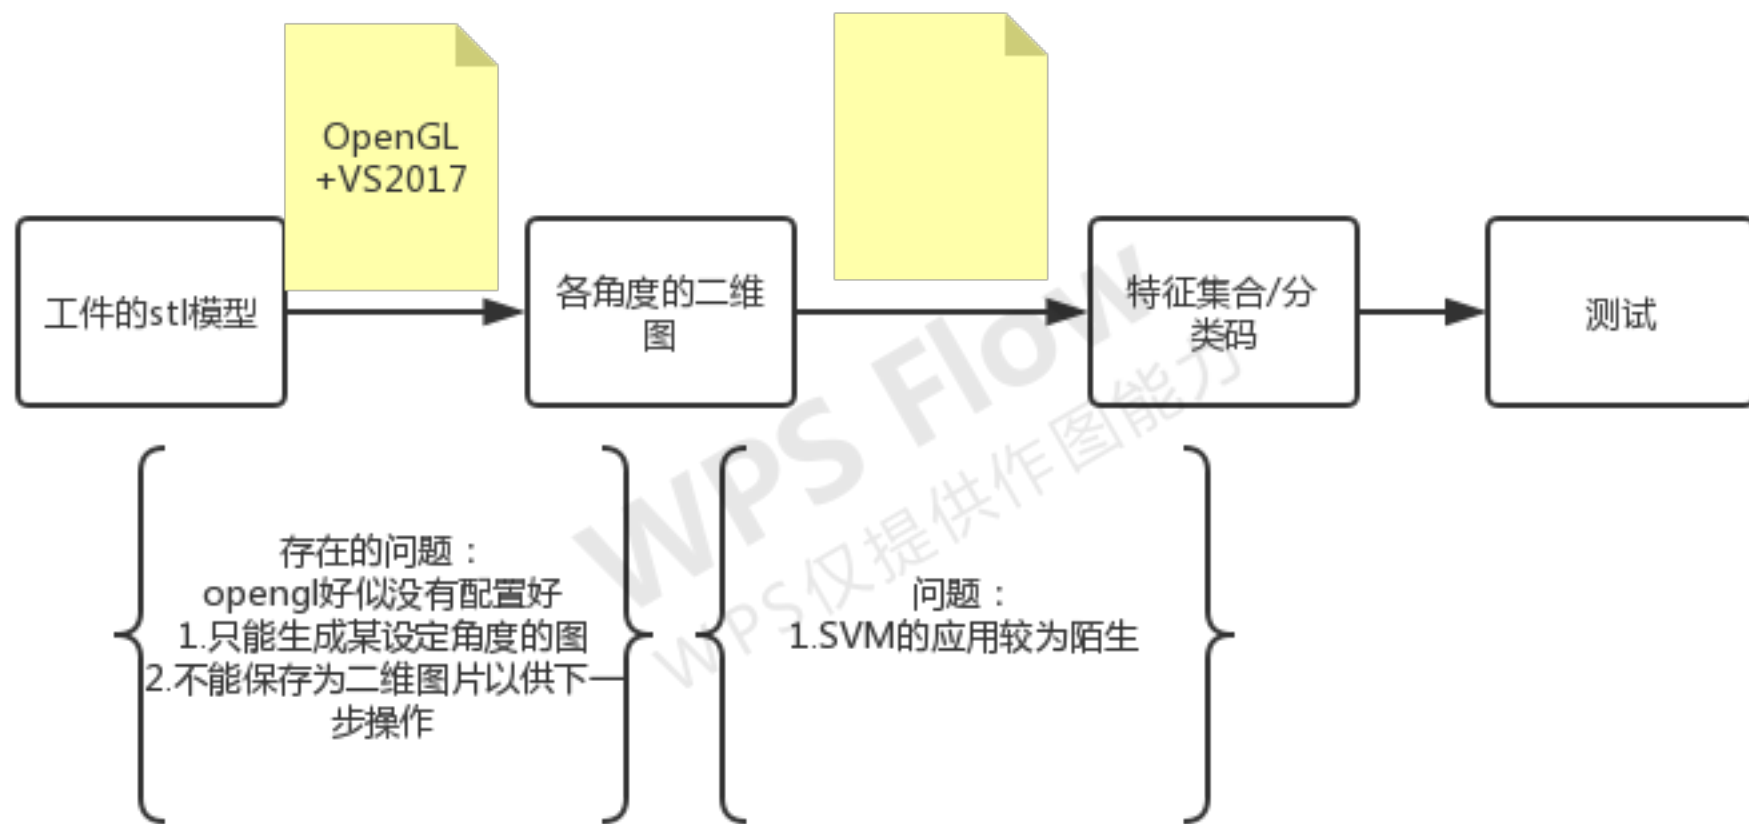 OpenGL
+VS2017
工件的stl模型
各角度的二维
图
特征集合/分
类码
测试
存在的问题：
opengl好似没有配置好
1.只能生成某设定角度的图
2.不能保存为二维图片以供下一
步操作
问题：
1.SVM的应用较为陌生
WPS Flow
WPS仅提供作图能力